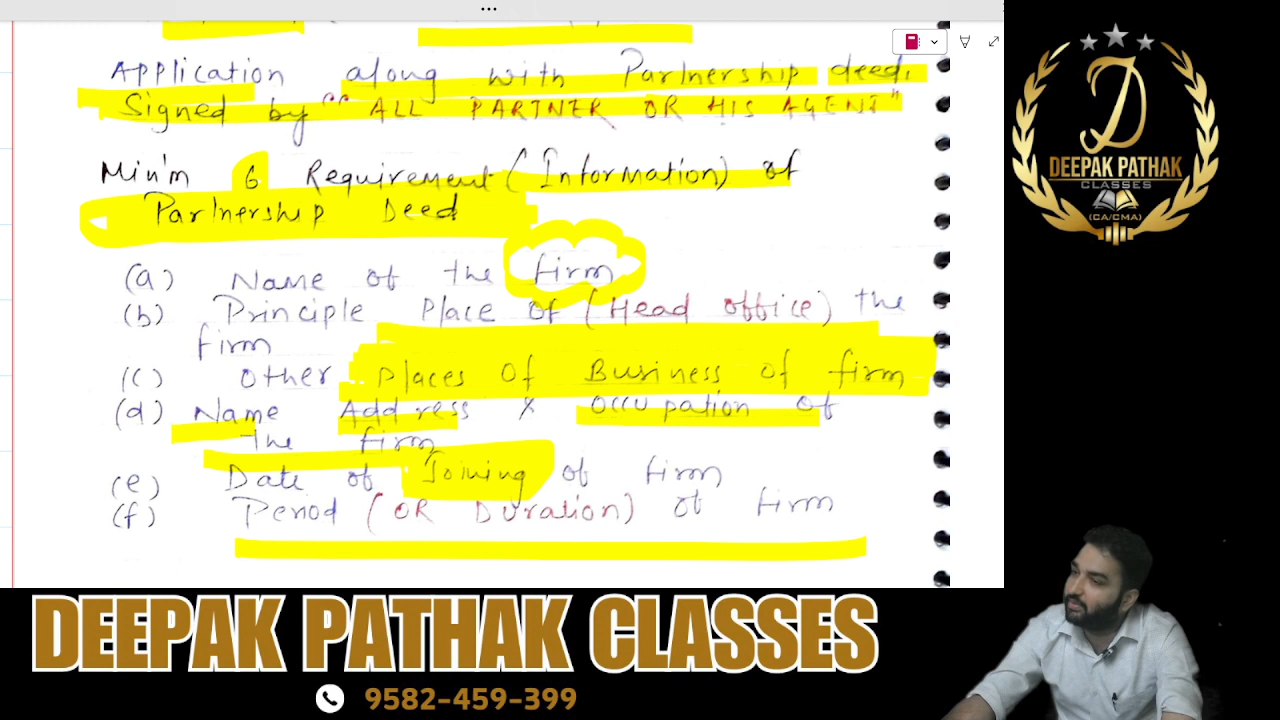 Application along with Partnership deed.
Signed by "ALL PARTNER OR HIS AGENT"
Min'm 6 Requirement (Information) of
Partnership Deed
(a) Name of the firm
(b) Principle Place of (Head office) the
firm
(c) other places of Business of firm
(d) Name Address & Occupation of
the firm
(e) Date of Joining of firm
(f) Period (OR Duration) of firm
D
DEEPAK PATHAK
CLASSES
(CA/CMA)
DEEPAK PATHAK CLASSES
9582-459-399